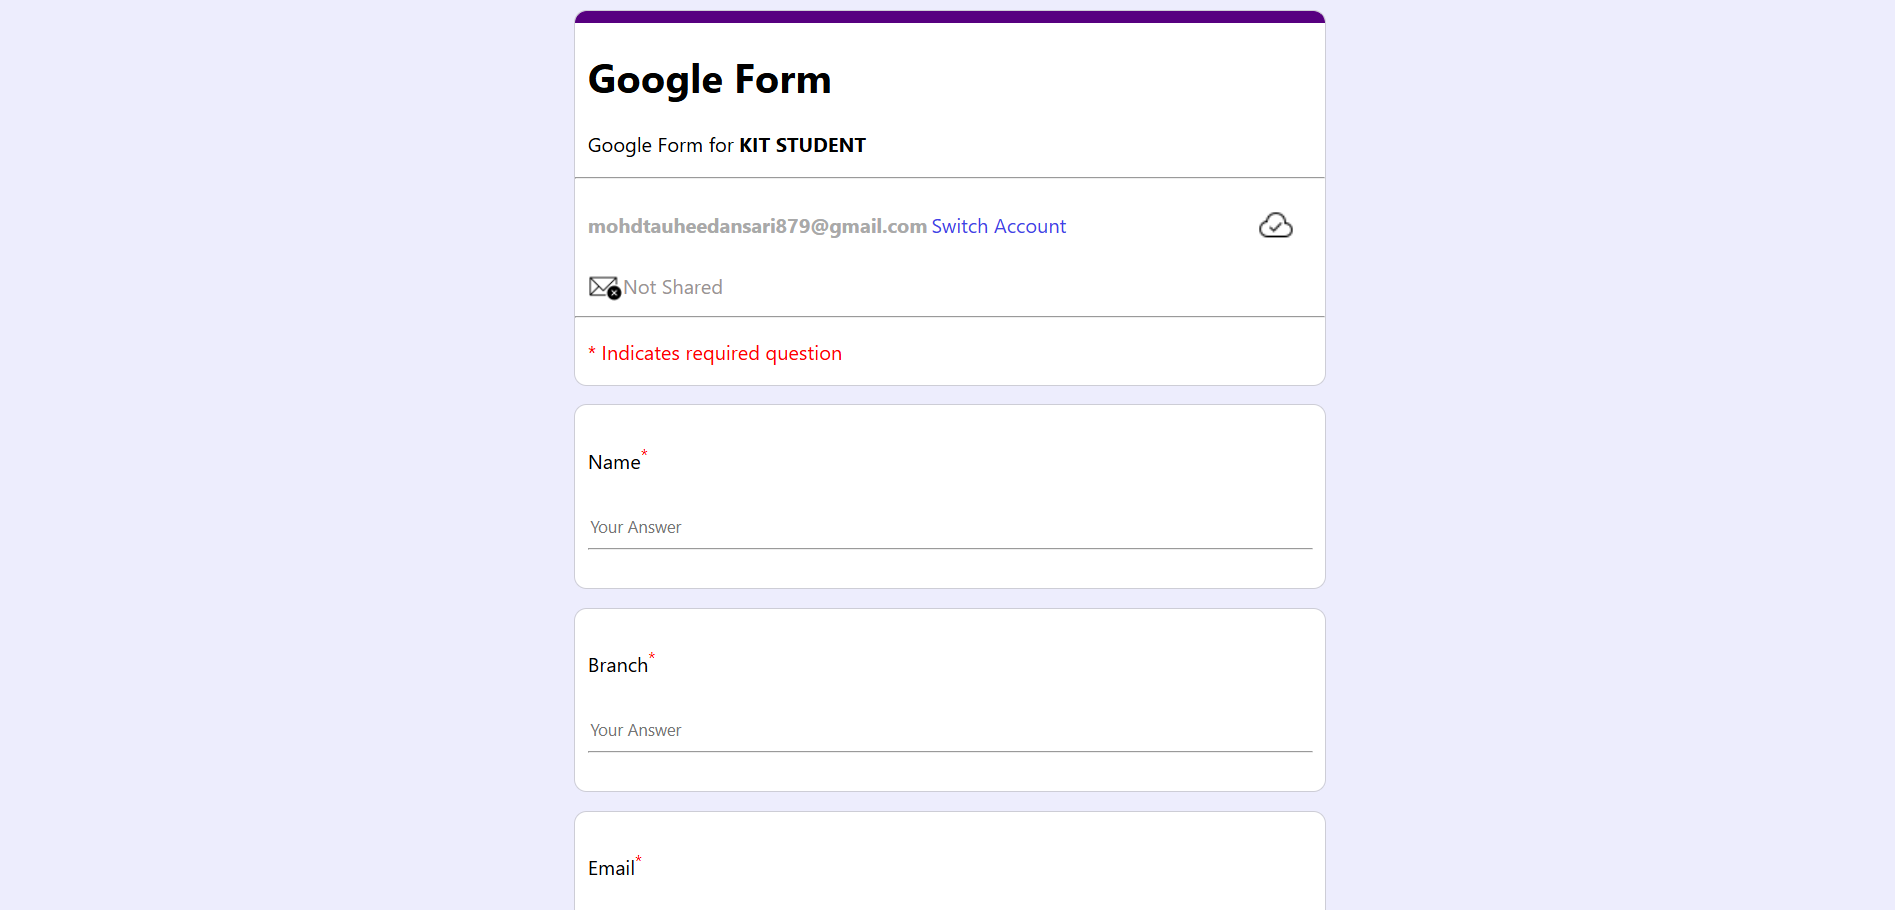 Google Form
Google Form for KIT STUDENT
mohdtauheedansari879@gmail.com Switch Account
Not Shared
* Indicates required question
Name*
Your Answer
Branch*
Your Answer
Email*